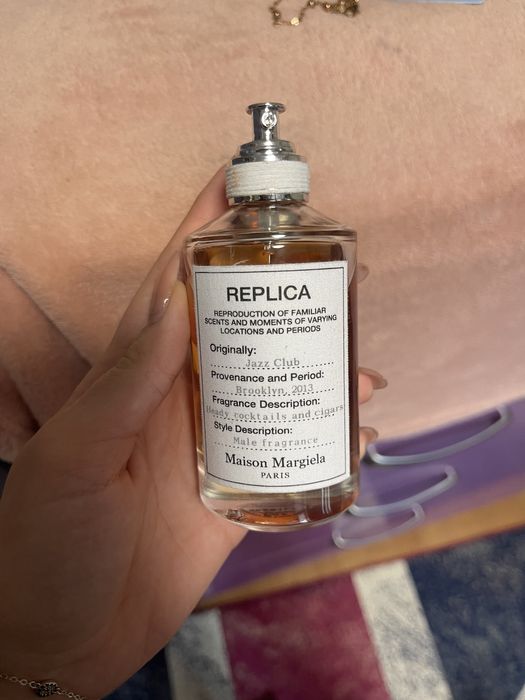 REPLICA
REPRODUCTION OF FAMILIAR
SCENTS AND MOMENTS OF VARYING
LOCATIONS AND PERIODS
Originally:
Jazz Club
Provenance and Period:
Brooklyn, 2013
Fragrance Description:
Heady cocktails and cigars
Style Description:
Male fragrance
Maison Margiela
PARIS